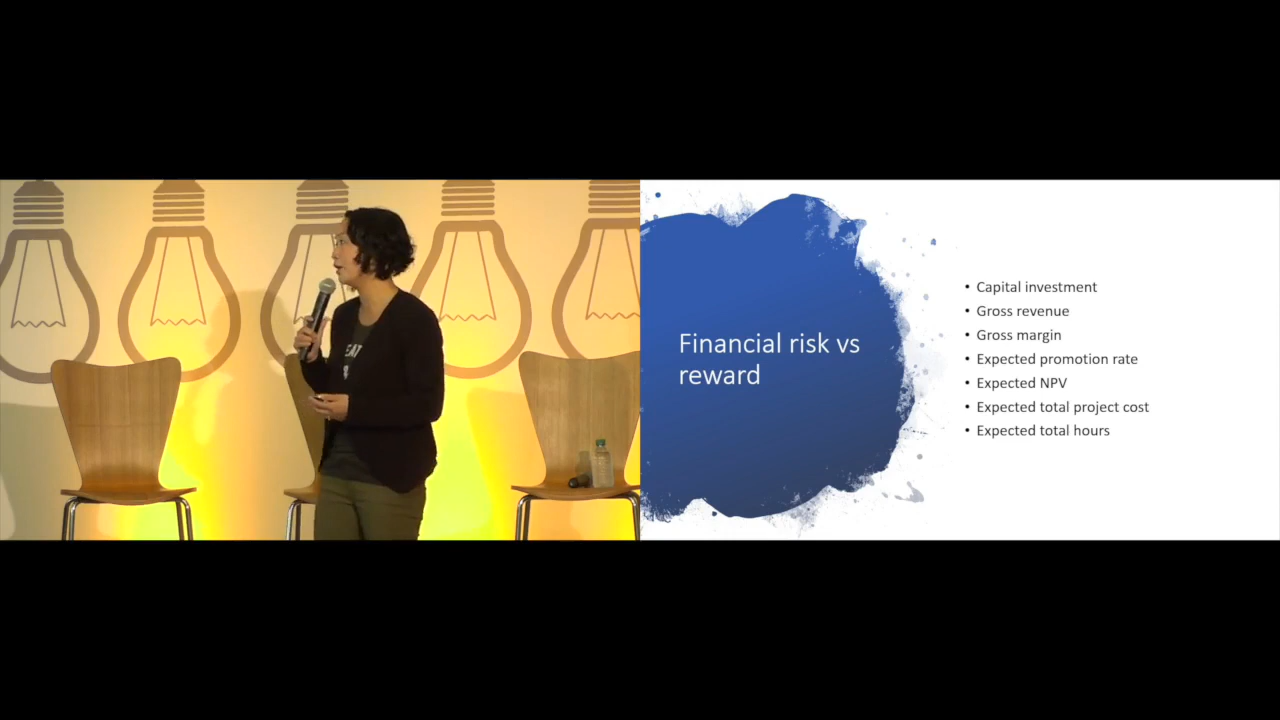 Financial risk vs
reward
• Capital investment
• Gross revenue
• Gross margin
• Expected promotion rate
• Expected NPV
• Expected total project cost
• Expected total hours